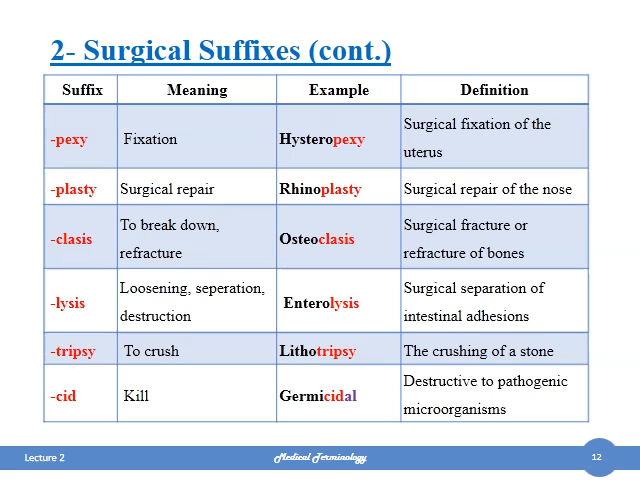 2- Surgical Suffixes (cont.)
Suffix Meaning Example Definition
-pexy Fixation Hysteropexy Surgical fixation of the
uterus
-plasty Surgical repair Rhinoplasty Surgical repair of the nose
-clasis To break down, Osteoclasis Surgical fracture or
refracture refracture of bones
-lysis Loosening, seperation, Enterolysis Surgical separation of
destruction intestinal adhesions
-tripsy To crush Lithotripsy The crushing of a stone
-cid Kill Germicidal Destructive to pathogenic
microorganisms
Lecture 2 Medical Terminology 12